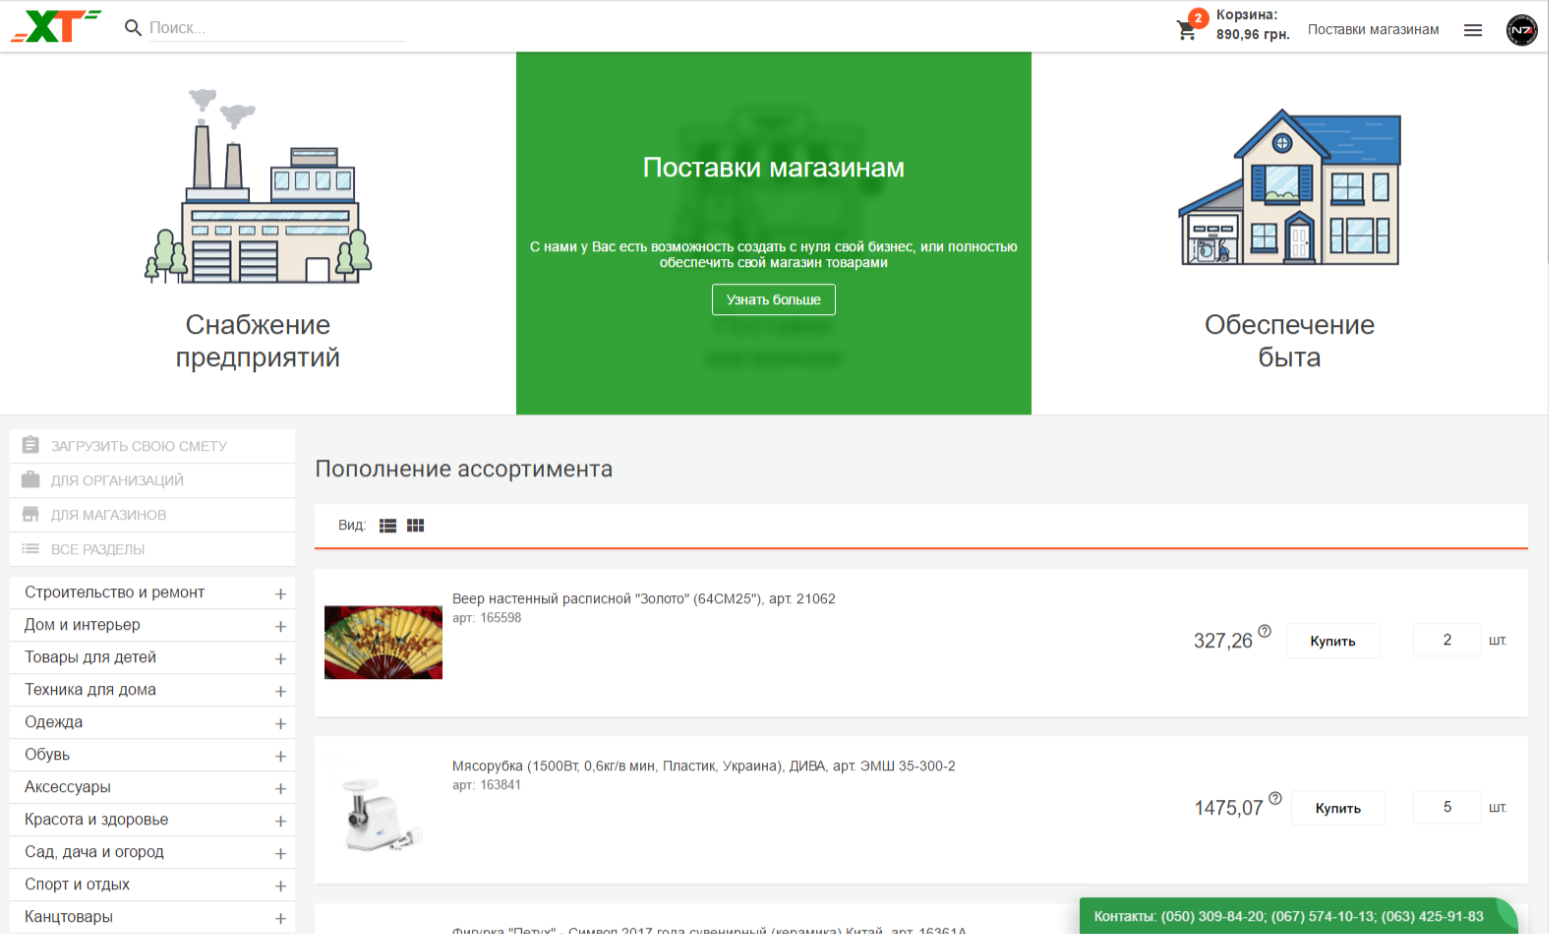 ХТ
Поиск...
2
Корзина:
890,96 грн.
Поставки магазинам
N7
Снабжение
предприятий
Поставки магазинам
С нами у Вас есть возможность создать с нуля свой бизнес, или полностью
обеспечить свой магазин товарами
Узнать больше
Обеспечение
быта
ЗАГРУЗИТЬ СВОЮ СМЕТУ
ДЛЯ ОРГАНИЗАЦИЙ
ДЛЯ МАГАЗИНОВ
ВСЕ РАЗДЕЛЫ
Строительство и ремонт +
Дом и интерьер +
Товары для детей +
Техника для дома +
Одежда +
Обувь +
Аксессуары +
Красота и здоровье +
Сад, дача и огород +
Спорт и отдых +
Канцтовары +
Пополнение ассортимента
Вид:
Веер настенный расписной "Золото" (64СМ25"), арт. 21062
арт: 165598
327,26 ? Купить 2 шт.
Мясорубка (1500Вт, 0,6кг/в мин, Пластик, Украина), ДИВА, арт. ЭМШ 35-300-2
арт: 163841
1475,07 ? Купить 5 шт.
Фигурка "Петух" - Символ 2017 года сувенирный (керамика) Китай, арт. 16361A
Контакты: (050) 309-84-20; (067) 574-10-13; (063) 425-91-83